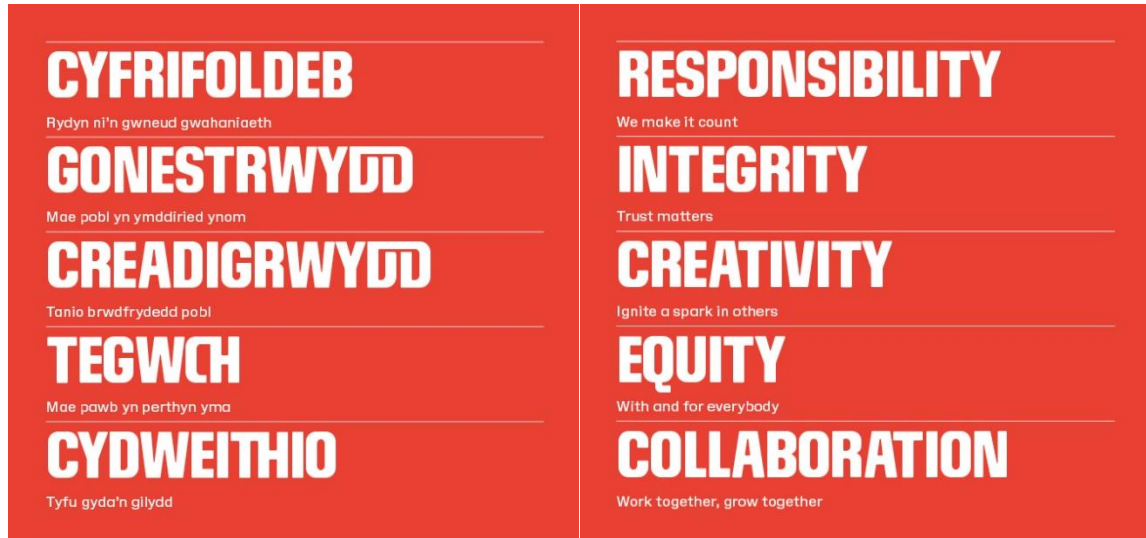 CYFRIFOLDEB
Rydyn ni'n gwneud gwahaniaeth
GONESTRWYDD
Mae pobl yn ymddiried ynom
CREADIGRWYDD
Tanio brwdfrydedd pobl
TEGWCH
Mae pawb yn perthyn yma
CYDWEITHIO
Tyfu gyda'n gilydd
RESPONSIBILITY
We make it count
INTEGRITY
Trust matters
CREATIVITY
Ignite a spark in others
EQUITY
With and for everybody
COLLABORATION
Work together, grow together